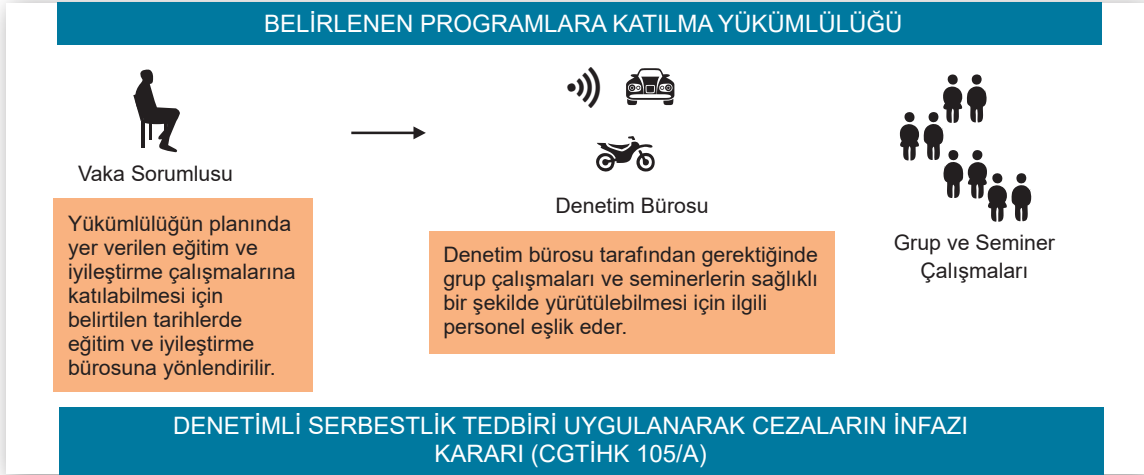 BELİRLENEN PROGRAMLARA KATILMA YÜKÜMLÜLÜĞÜ
Vaka Sorumlusu
Yükümlülüğün planında
yer verilen eğitim ve
iyileştirme çalışmalarına
katılabilmesi için
belirtilen tarihlerde
eğitim ve iyileştirme
bürosuna yönlendirilir.
Denetim Bürosu
Denetim bürosu tarafından gerektiğinde
grup çalışmaları ve seminerlerin sağlıklı
bir şekilde yürütülebilmesi için ilgili
personel eşlik eder.
Grup ve Seminer
Çalışmaları
DENETİMLİ SERBESTLİK TEDBİRİ UYGULANARAK CEZALARIN İNFAZI
KARARI (CGTİHK 105/A)